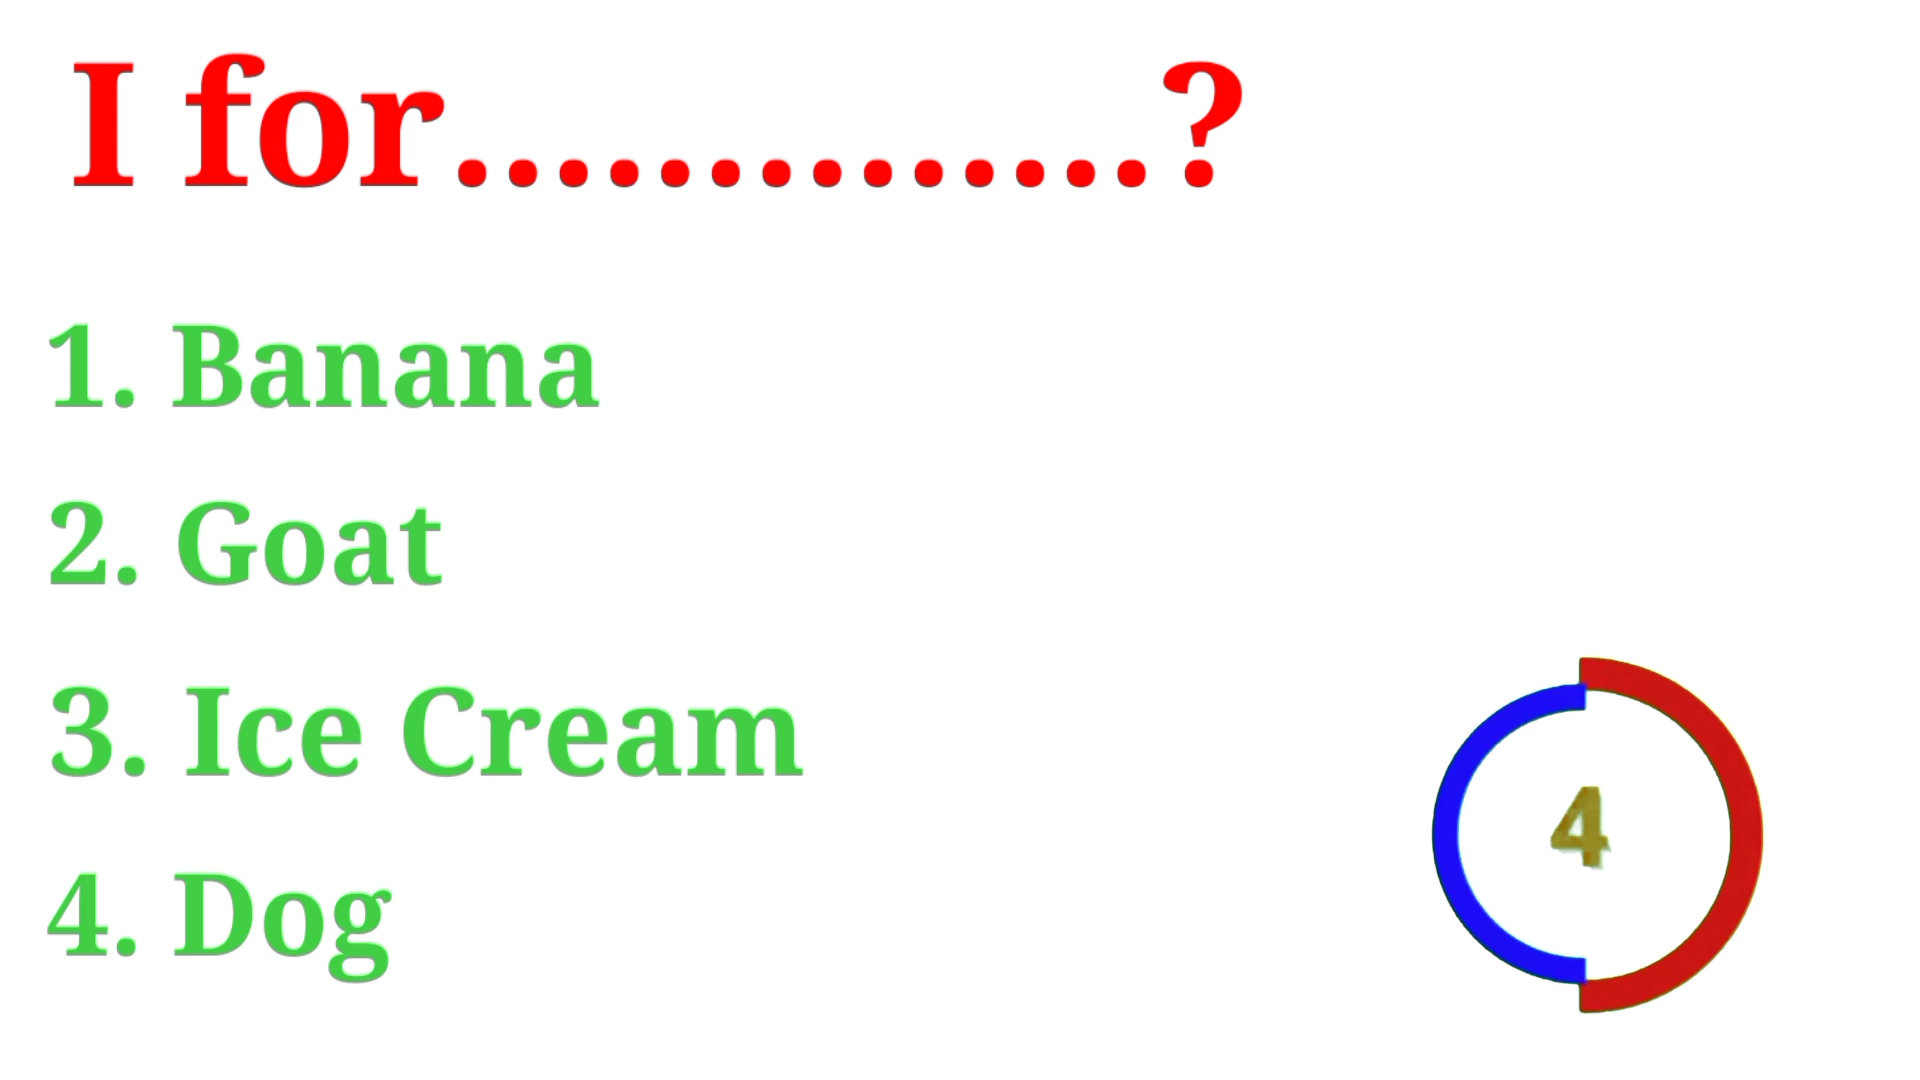 I for..............?
1. Banana
2. Goat
3. Ice Cream
4. Dog
4